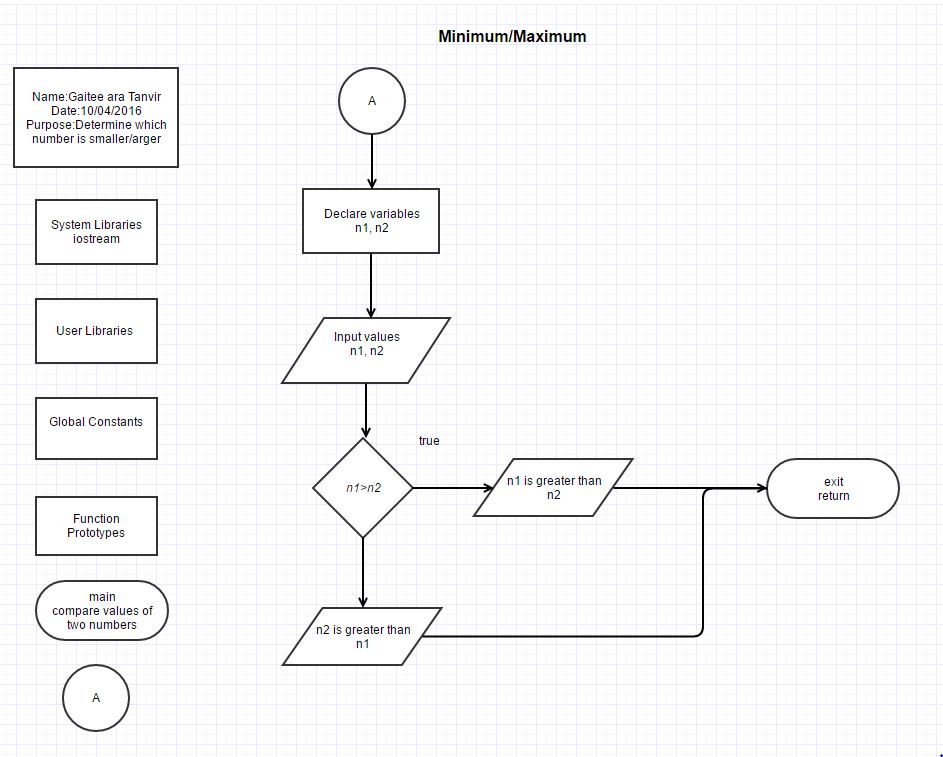 Minimum/Maximum
Name:Gaitee ara Tanvir
Date:10/04/2016
Purpose:Determine which
number is smaller/arger
System Libraries
iostream
User Libraries
Global Constants
Function
Prototypes
main
compare values of
two numbers
A
A
Declare variables
n1, n2
Input values
n1, n2
n1>n2
true
n1 is greater than
n2
n2 is greater than
n1
exit
return